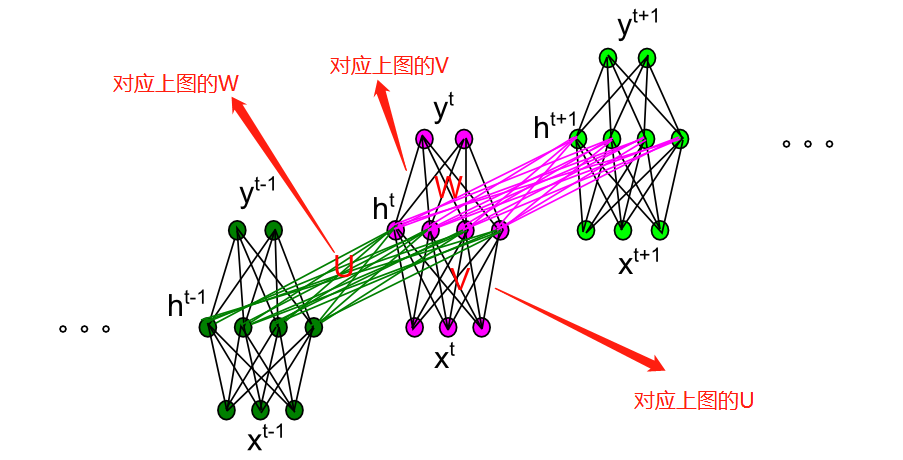 y^{t+1}
对应上图的W
对应上图的V
y^t
h^{t+1}
。。。
y^{t-1}
W
h^t
x^{t+1}
U
V
h^{t-1}
。。。
x^t
对应上图的U
x^{t-1}